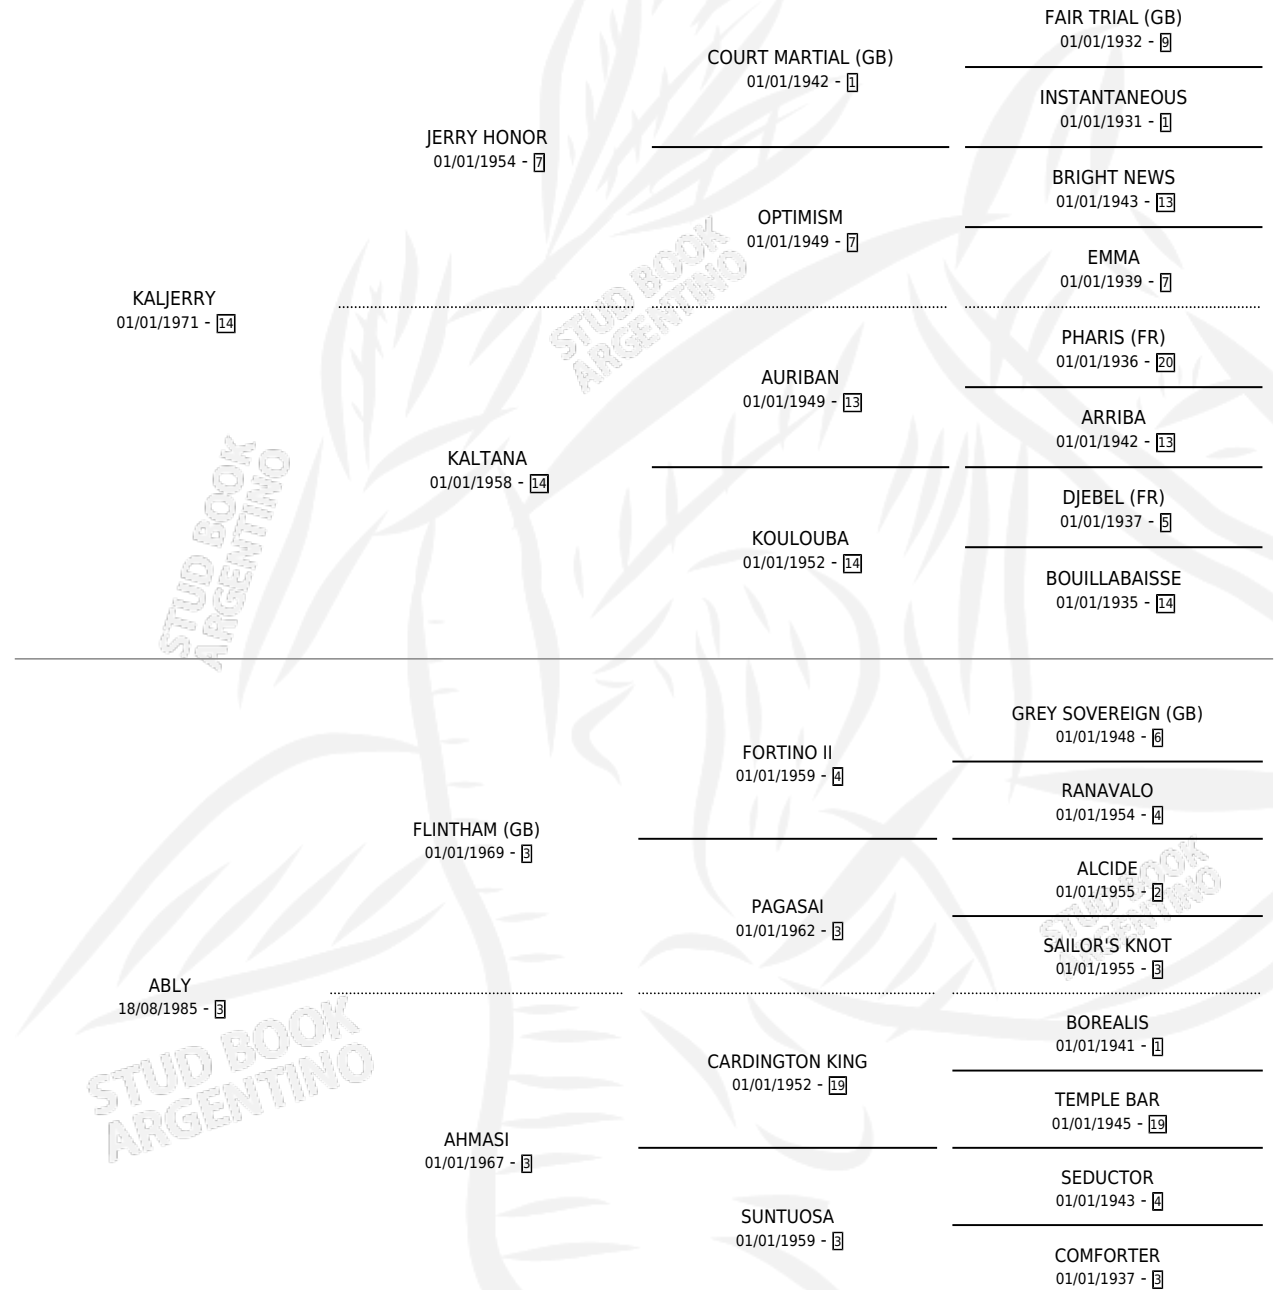 FAIR TRIAL (GB)
01/01/1932 - 9
COURT MARTIAL (GB)
01/01/1942 - 1
INSTANTANEOUS
01/01/1931 - 1
JERRY HONOR
01/01/1954 - 7
BRIGHT NEWS
01/01/1943 - 13
OPTIMISM
01/01/1949 - 7
EMMA
01/01/1939 - 7
KALJERRY
01/01/1971 - 14
PHARIS (FR)
01/01/1936 - 20
AURIBAN
01/01/1949 - 13
ARRIBA
01/01/1942 - 13
KALTANA
01/01/1958 - 14
DJEBEL (FR)
01/01/1937 - 5
KOULOUBA
01/01/1952 - 14
BOUILLABAISSE
01/01/1935 - 14
STUD BOOK
ARGENTINO
STUD BOOK
ARGENTINO
GREY SOVEREIGN (GB)
01/01/1948 - 6
FORTINO II
01/01/1959 - 4
RANAVALO
01/01/1954 - 4
FLINTHAM (GB)
01/01/1969 - 3
ALCIDE
01/01/1955 - 2
PAGASAI
01/01/1962 - 3
SAILOR'S KNOT
01/01/1955 - 3
ABLY
18/08/1985 - 3
BOREALIS
01/01/1941 - 1
CARDINGTON KING
01/01/1952 - 19
TEMPLE BAR
01/01/1945 - 19
AHMASI
01/01/1967 - 3
SEDUCTOR
01/01/1943 - 4
SUNTUOSA
01/01/1959 - 3
COMFORTER
01/01/1937 - 3
STUD BOOK
ARGENTINO
STUD BOOK
ARGENTINO